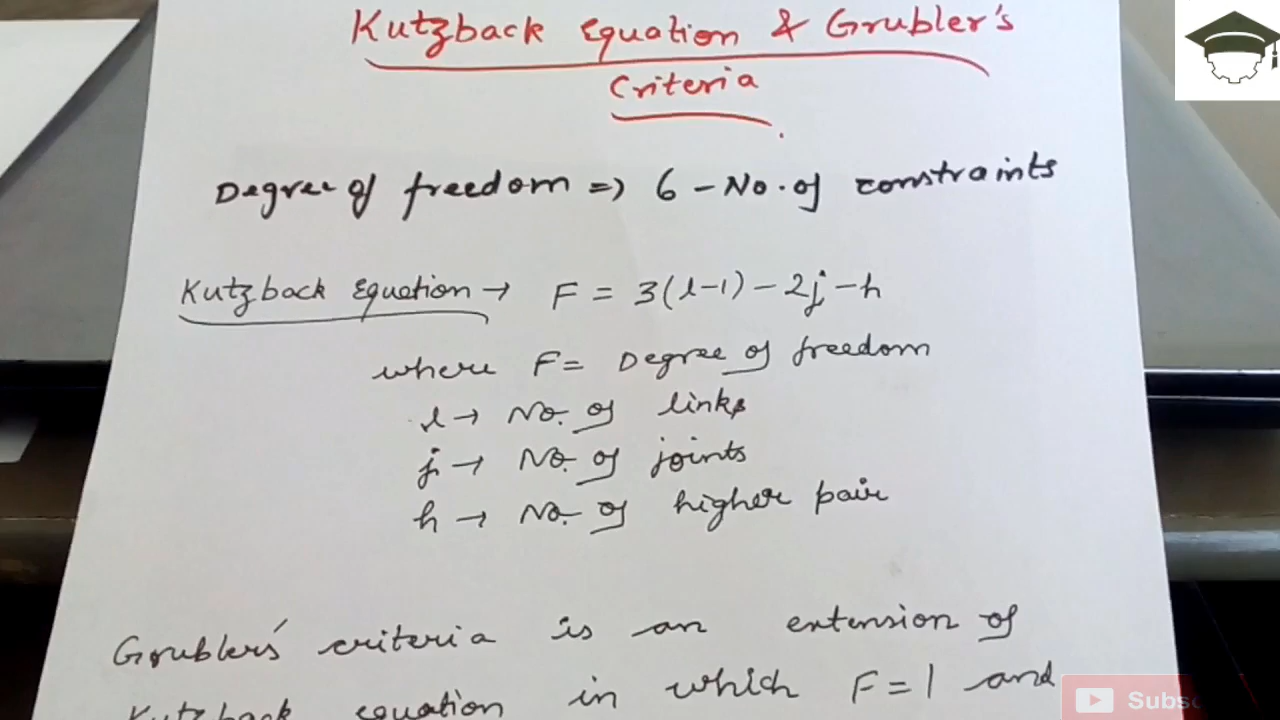 Kutzback Equation & Grubler's
Criteria
Degree of freedom => 6 - No. of constraints
Kutzback Equation → F = 3(l-1) - 2j - h
where F = Degree of freedom
l → No. of links
j → No. of joints
h → No. of higher pair
Grubler's criteria is an extension of
Kutzback equation in which F = 1 and